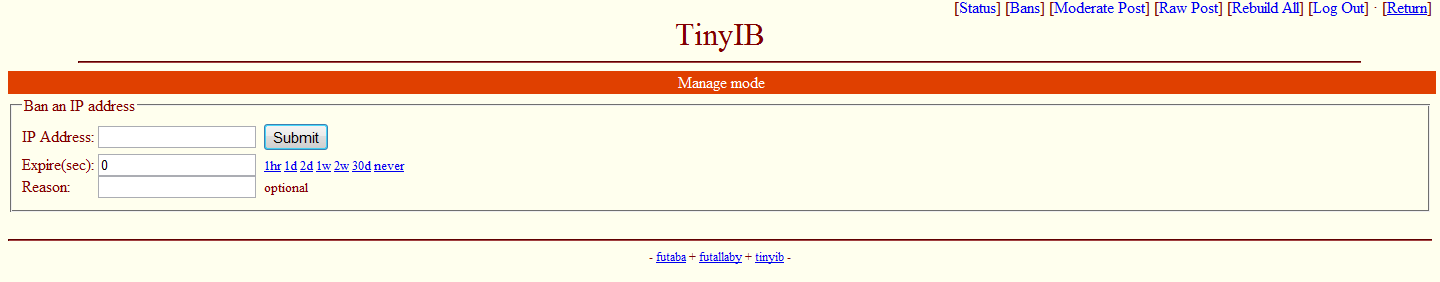 [Status] [Bans] [Moderate Post] [Raw Post] [Rebuild All] [Log Out] · [Return]
TinyIB
Manage mode
Ban an IP address
IP Address: Submit
Expire(sec): 0 1hr 1d 2d 1w 2w 30d never
Reason: optional
- futaba + futallaby + tinyib -